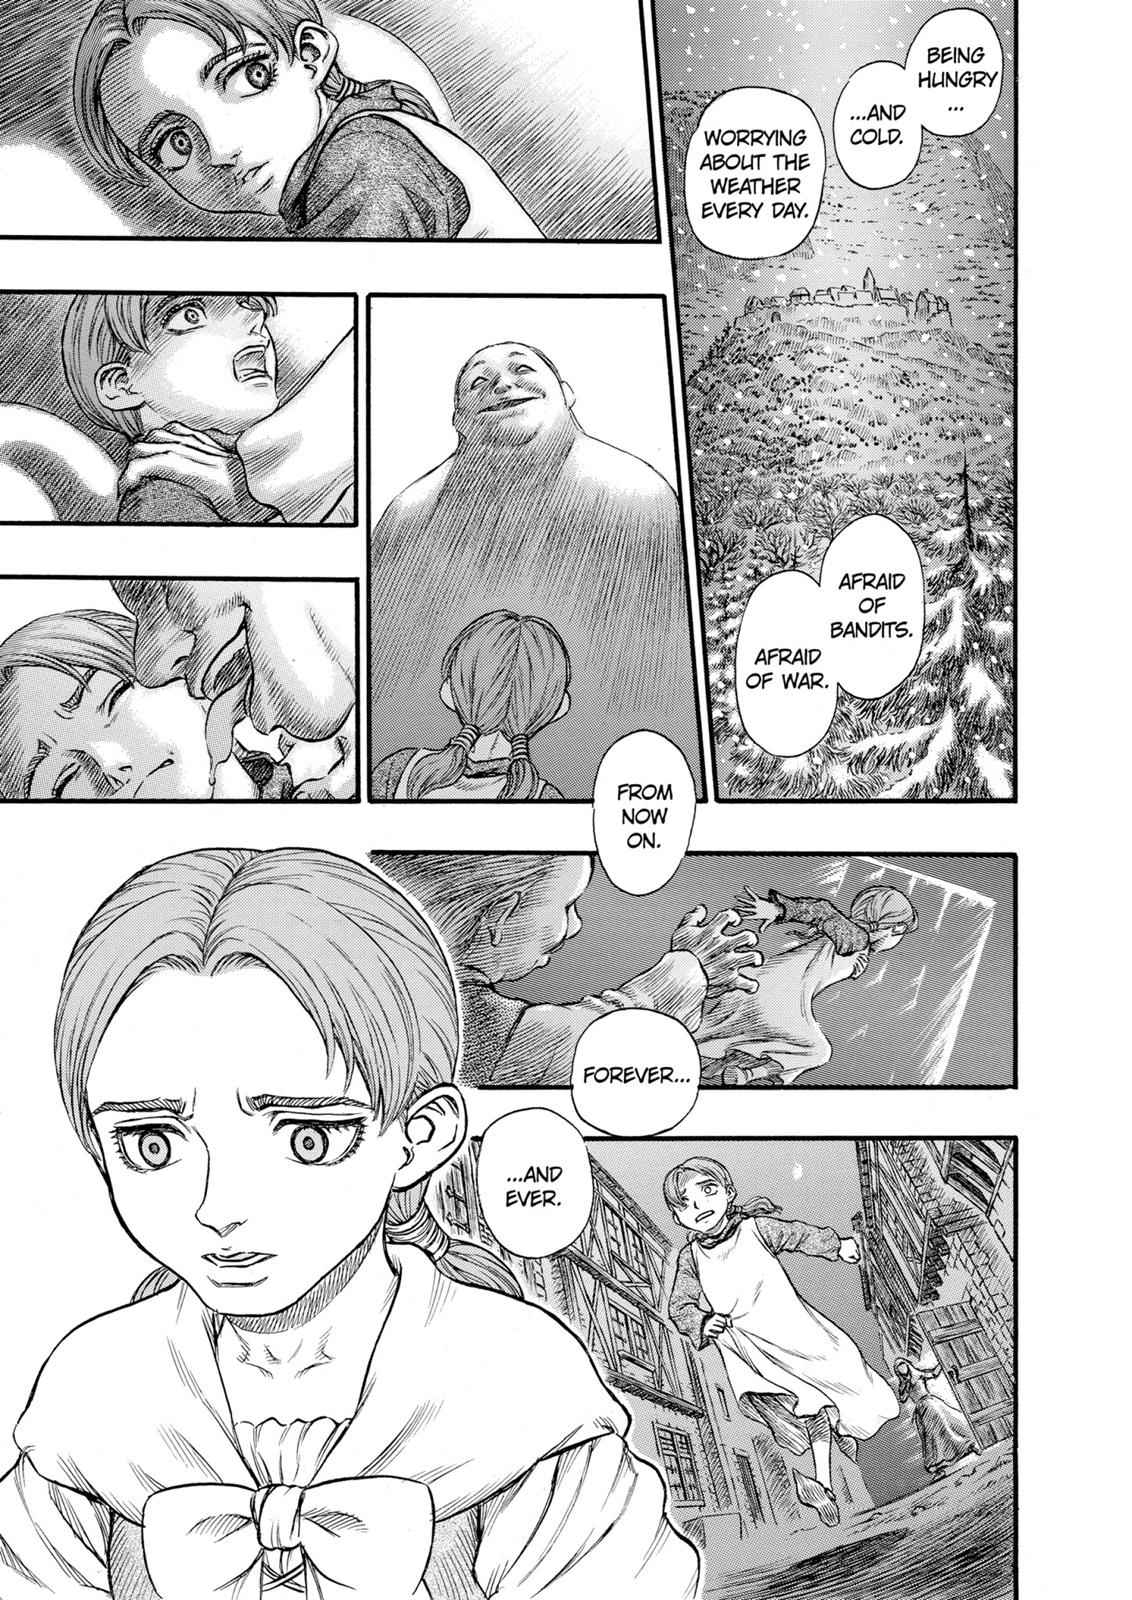 BEING
HUNGRY
...
...AND
COLD.
WORRYING
ABOUT THE
WEATHER
EVERY DAY.
AFRAID
OF
BANDITS.
AFRAID
OF WAR.
FROM
NOW
ON.
FOREVER...
...AND
EVER.